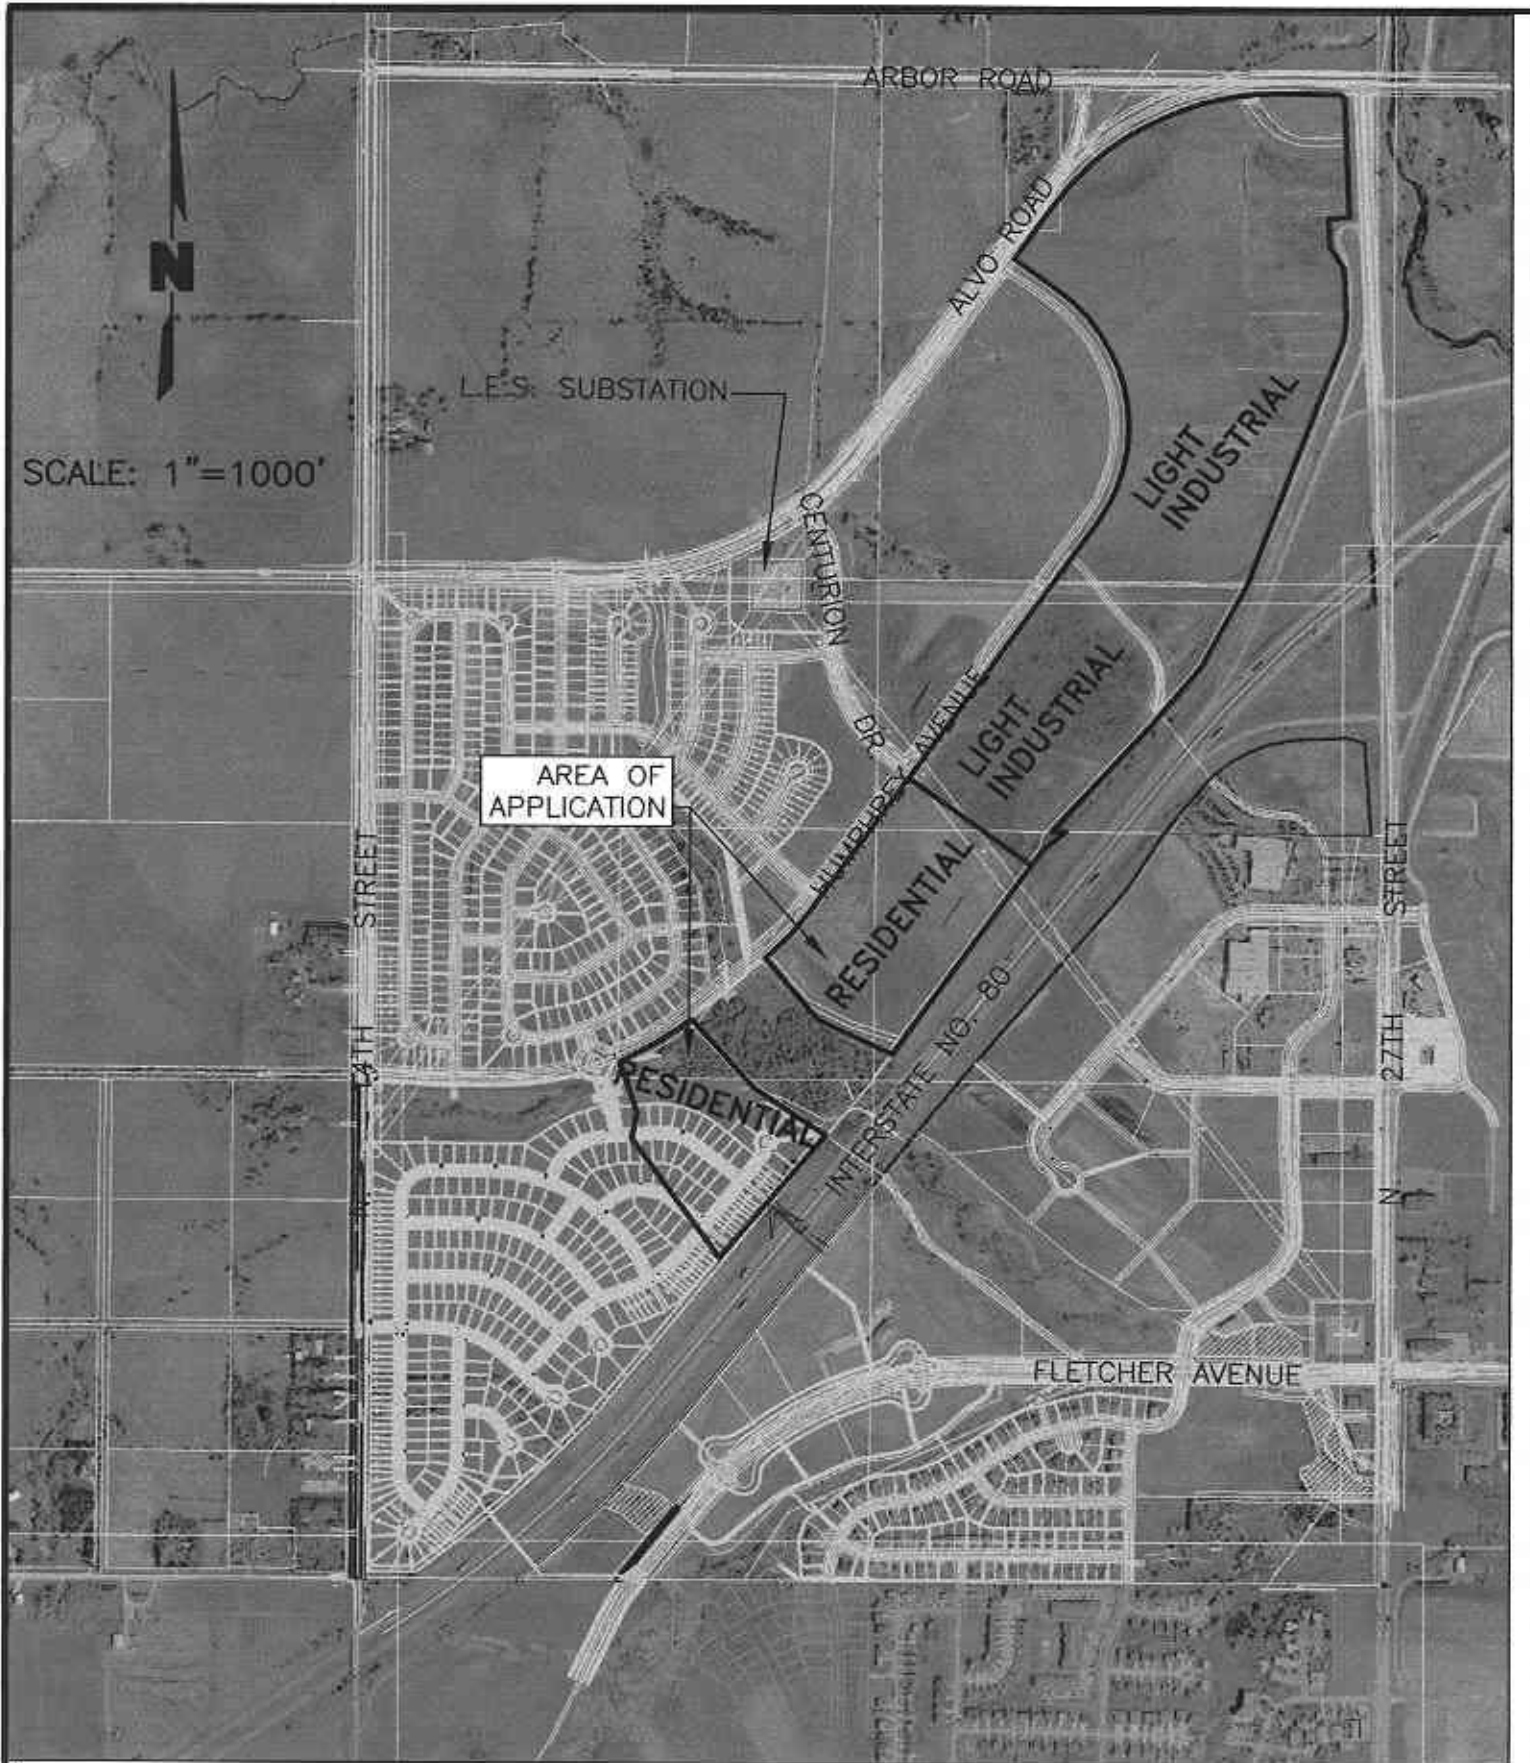 ARBOR ROAD
N
ALVO ROAD
L.E.S. SUBSTATION
SCALE: 1"=1000'
LIGHT
INDUSTRIAL
CENTURION
DR.
HUMPHREY AVENUE
LIGHT
INDUSTRIAL
AREA OF
APPLICATION
RESIDENTIAL
STREET
14TH
STREET
27TH
N
INTERSTATE NO. 80
RESIDENTIAL
FLETCHER AVENUE